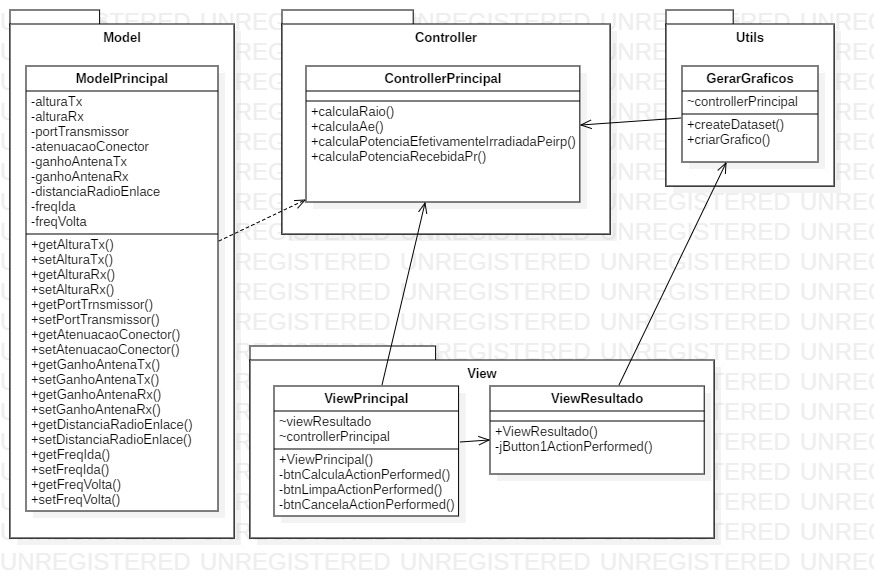 Model
ModelPrincipal
-alturaTx
-alturaRx
-portTransmissor
-atenuacaoConector
-ganhoAntenaTx
-ganhoAntenaRx
-distanciaRadioEnlace
-freqIda
-freqVolta
+getAlturaTx()
+setAlturaTx()
+getAlturaRx()
+setAlturaRx()
+getPortTrnsmissor()
+setPortTransmissor()
+getAtenuacaoConector()
+setAtenuacaoConector()
+getGanhoAntenaTx()
+setGanhoAntenaTx()
+getGanhoAntenaRx()
+setGanhoAntenaRx()
+getDistanciaRadioEnlace()
+setDistanciaRadioEnlace()
+getFreqIda()
+setFreqIda()
+getFreqVolta()
+setFreqVolta()
Controller
ControllerPrincipal
+calculaRaio()
+calculaAe()
+calculaPotenciaEfetivamenteIrradiadaPeirp()
+calculaPotenciaRecebidaPr()
Utils
GerarGraficos
~controllerPrincipal
+createDataset()
+criarGrafico()
View
ViewPrincipal
~viewResultado
~controllerPrincipal
+ViewPrincipal()
-btnCalculaActionPerformed()
-btnLimpaActionPerformed()
-btnCancelaActionPerformed()
ViewResultado
+ViewResultado()
-jButton1ActionPerformed()
UNREGISTERED UNREGISTERED UNREGISTERED UNREGISTERED